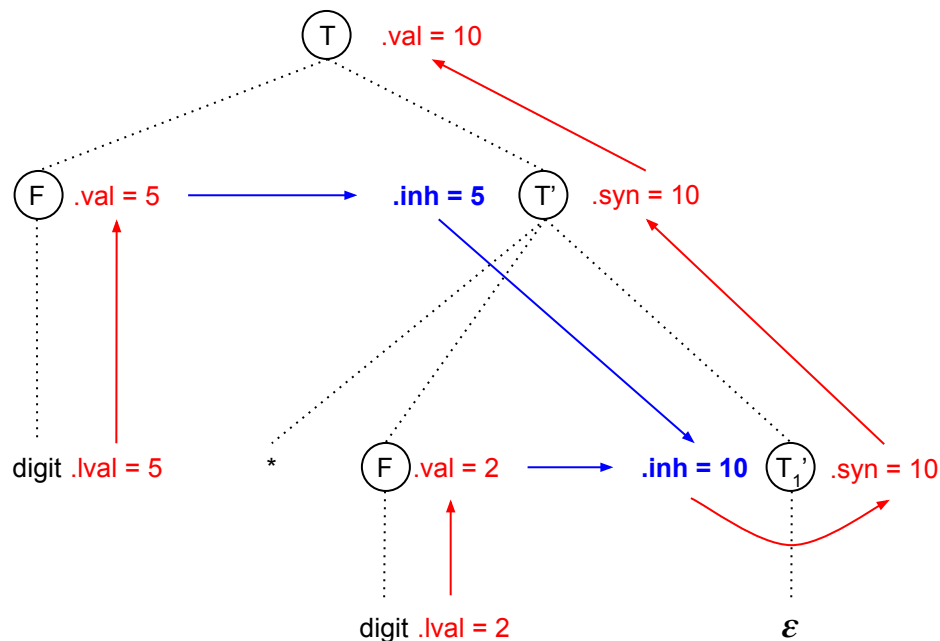 T .val = 10
F .val = 5 .inh = 5 T' .syn = 10
digit .lval = 5 * F .val = 2 .inh = 10 T₁' .syn = 10
digit .lval = 2 ε